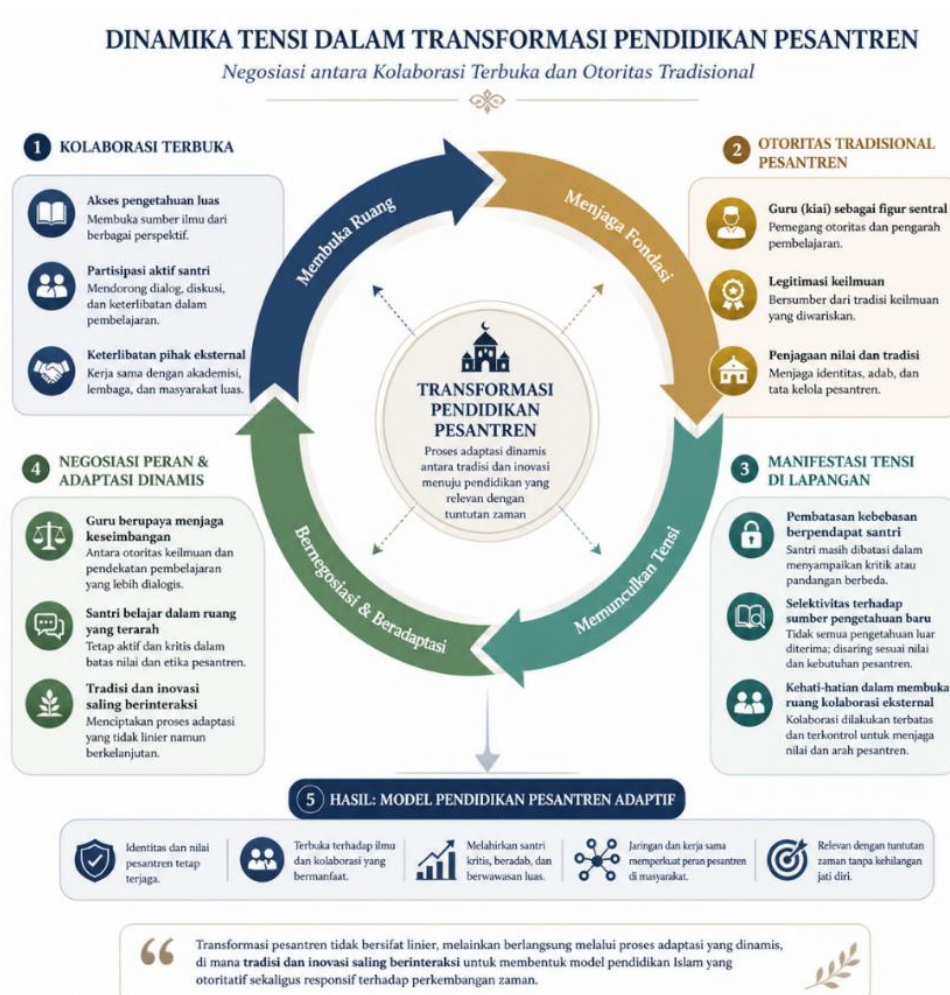 DINAMIKA TENSI DALAM TRANSFORMASI PENDIDIKAN PESANTREN
Negosiasi antara Kolaborasi Terbuka dan Otoritas Tradisional
1 KOLABORASI TERBUKA
Akses pengetahuan luas
Membuka sumber ilmu dari
berbagai perspektif.
Partisipasi aktif santri
Mendorong dialog, diskusi,
dan keterlibatan dalam
pembelajaran.
Keterlibatan pihak eksternal
Kerja sama dengan akademisi,
lembaga, dan masyarakat luas.
Membuka Ruang
Menjaga Fondasi
2 OTORITAS TRADISIONAL
PESANTREN
Guru (kiai) sebagai figur sentral
Pemegang otoritas dan pengarah
pembelajaran.
Legitimasi keilmuan
Bersumber dari tradisi keilmuan
yang diwariskan.
Penjagaan nilai dan tradisi
Menjaga identitas, adab, dan
tata kelola pesantren.
TRANSFORMASI
PENDIDIKAN
PESANTREN
Proses adaptasi dinamis
antara tradisi dan inovasi
menuju pendidikan yang
relevan dengan
tuntutan zaman
Memunculkan Tensi
3 MANIFESTASI TENSI
DI LAPANGAN
Pembatasan kebebasan
berpendapat santri
Santri masih dibatasi dalam
menyampaikan kritik atau
pandangan berbeda.
Selektivitas terhadap
sumber pengetahuan baru
Tidak semua pengetahuan luar
diterima; disaring sesuai nilai
dan kebutuhan pesantren.
Kehati-hatian dalam membuka
ruang kolaborasi eksternal
Kolaborasi dilakukan terbatas
dan terkontrol untuk menjaga
nilai dan arah pesantren.
Bernegosiasi & Beradaptasi
4 NEGOSIASI PERAN &
ADAPTASI DINAMIS
Guru berupaya menjaga
keseimbangan
Antara otoritas keilmuan dan
pendekatan pembelajaran
yang lebih dialogis.
Santri belajar dalam ruang
yang terarah
Tetap aktif dan kritis dalam
batas nilai dan etika pesantren.
Tradisi dan inovasi
saling berinteraksi
Menciptakan proses adaptasi
yang tidak linier namun
berkelanjutan.
5 HASIL: MODEL PENDIDIKAN PESANTREN ADAPTIF
Identitas dan nilai
pesantren tetap
terjaga.
Terbuka terhadap ilmu
dan kolaborasi yang
bermanfaat.
Melahirkan santri
kritis, beradab, dan
berwawasan luas.
Jaringan dan kerja sama
memperkuat peran pesantren
di masyarakat.
Relevan dengan tuntutan
zaman tanpa kehilangan
jati diri.
“ Transformasi pesantren tidak bersifat linier, melainkan berlangsung melalui proses adaptasi yang dinamis,
di mana tradisi dan inovasi saling berinteraksi untuk membentuk model pendidikan Islam yang
otoritatif sekaligus responsif terhadap perkembangan zaman.